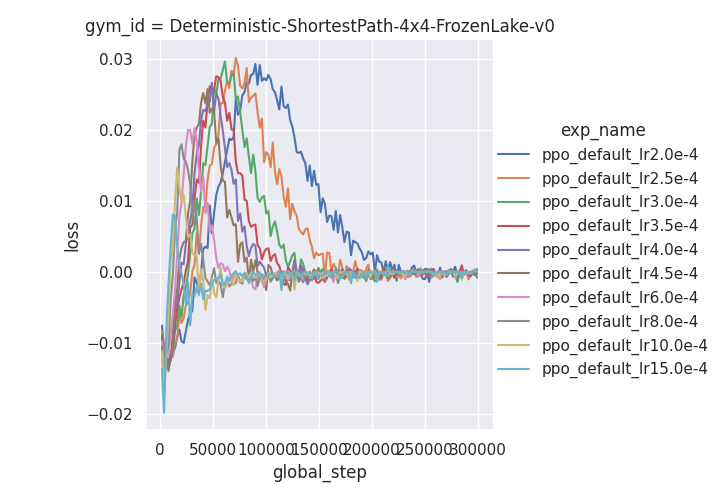 gym_id = Deterministic-ShortestPath-4x4-FrozenLake-v0
0.03
0.02
0.01
0.00
−0.01
−0.02
loss
0 50000 100000 150000 200000 250000 300000
global_step
exp_name
ppo_default_lr2.0e-4
ppo_default_lr2.5e-4
ppo_default_lr3.0e-4
ppo_default_lr3.5e-4
ppo_default_lr4.0e-4
ppo_default_lr4.5e-4
ppo_default_lr6.0e-4
ppo_default_lr8.0e-4
ppo_default_lr10.0e-4
ppo_default_lr15.0e-4